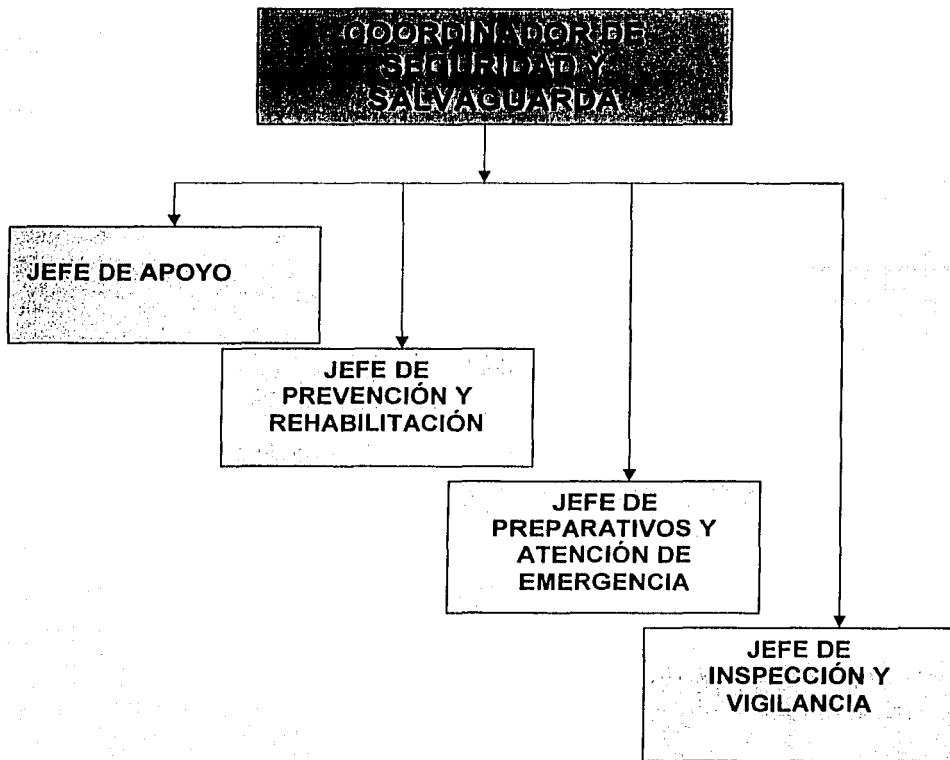 COORDINADOR DE
SEGURIDAD Y
SALVAGUARDA
JEFE DE APOYO
JEFE DE
PREVENCIÓN Y
REHABILITACIÓN
JEFE DE
PREPARATIVOS Y
ATENCIÓN DE
EMERGENCIA
JEFE DE
INSPECCIÓN Y
VIGILANCIA